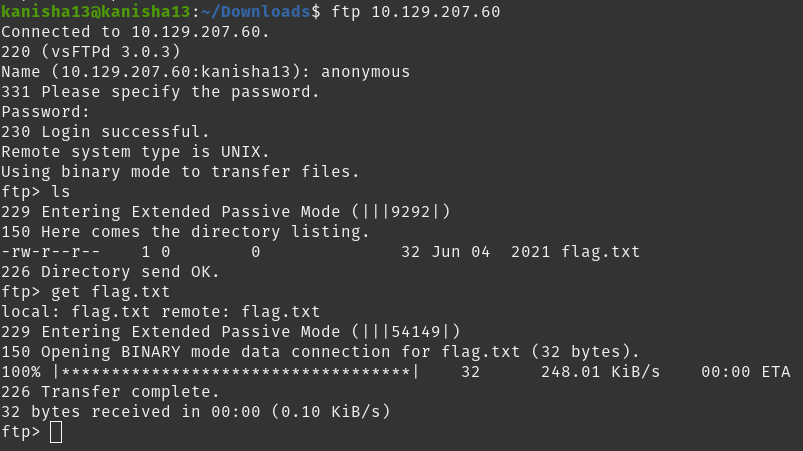 kanisha13@kanisha13:~/Downloads$ ftp 10.129.207.60
Connected to 10.129.207.60.
220 (vsFTPd 3.0.3)
Name (10.129.207.60:kanisha13): anonymous
331 Please specify the password.
Password:
230 Login successful.
Remote system type is UNIX.
Using binary mode to transfer files.
ftp> ls
229 Entering Extended Passive Mode (|||9292|)
150 Here comes the directory listing.
-rw-r--r--    1 0        0              32 Jun 04  2021 flag.txt
226 Directory send OK.
ftp> get flag.txt
local: flag.txt remote: flag.txt
229 Entering Extended Passive Mode (|||54149|)
150 Opening BINARY mode data connection for flag.txt (32 bytes).
100% |***********************************|    32      248.01 KiB/s    00:00 ETA
226 Transfer complete.
32 bytes received in 00:00 (0.10 KiB/s)
ftp>